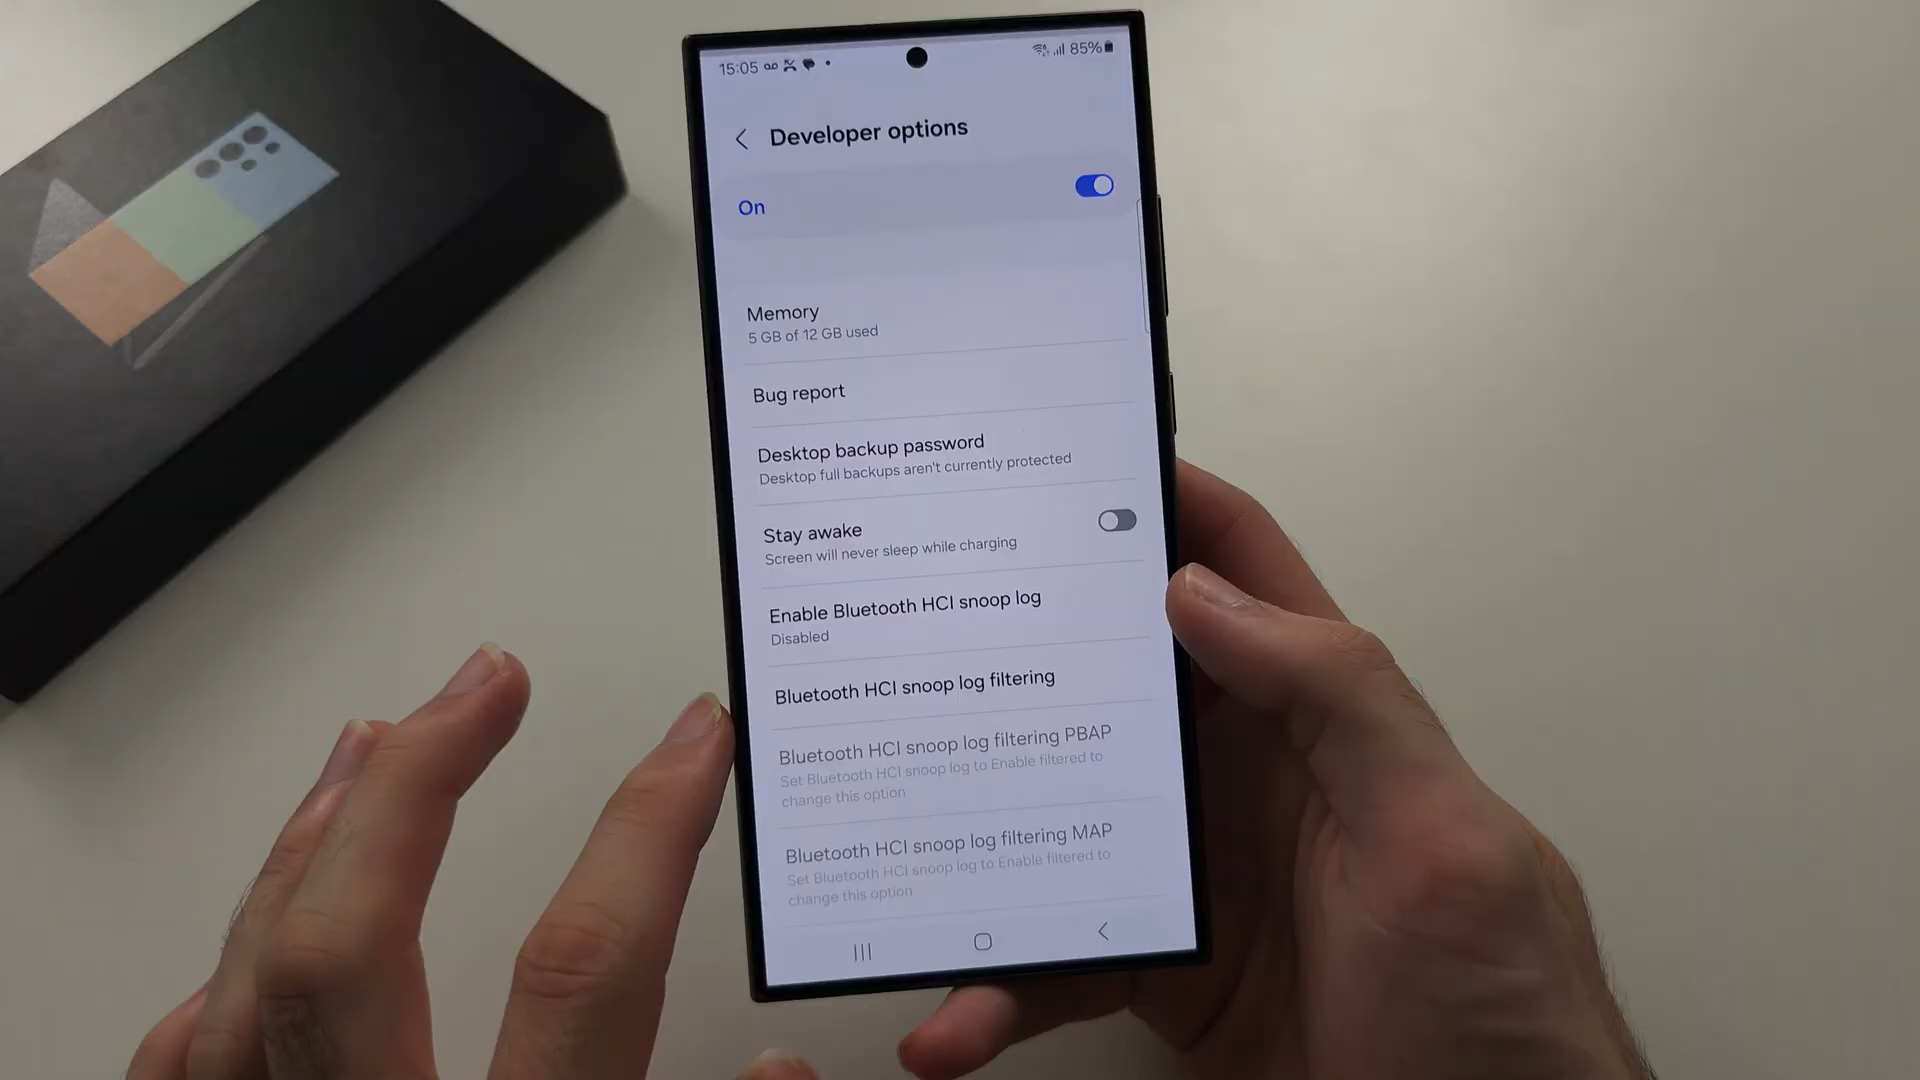 15:05
85%
Developer options
On
Memory
5 GB of 12 GB used
Bug report
Desktop backup password
Desktop full backups aren't currently protected
Stay awake
Screen will never sleep while charging
Enable Bluetooth HCI snoop log
Disabled
Bluetooth HCI snoop log filtering
Bluetooth HCI snoop log filtering PBAP
Set Bluetooth HCI snoop log to Enable filtered to
change this option
Bluetooth HCI snoop log filtering MAP
Set Bluetooth HCI snoop log to Enable filtered to
change this option